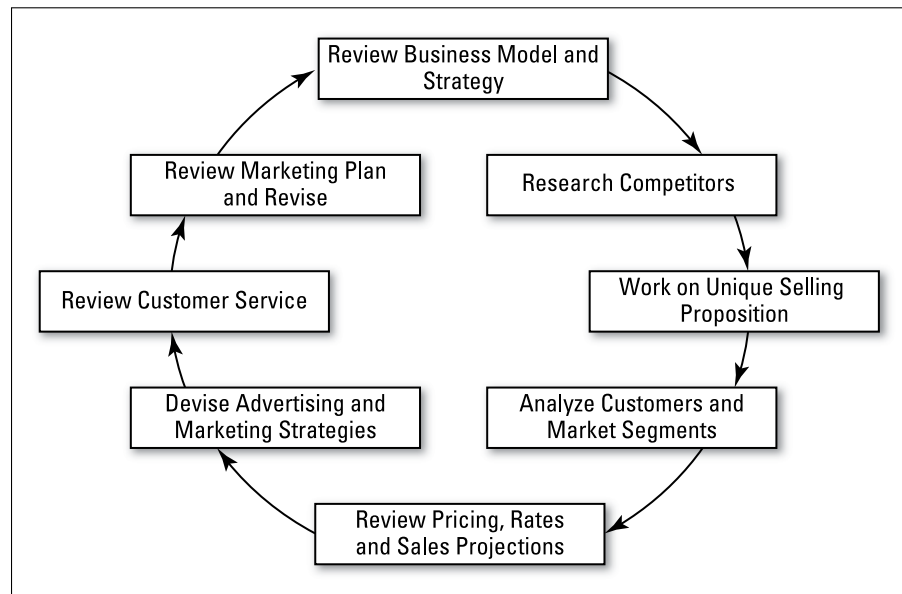 Review Business Model and
Strategy
Research Competitors
Work on Unique Selling
Proposition
Analyze Customers and
Market Segments
Review Pricing, Rates
and Sales Projections
Devise Advertising and
Marketing Strategies
Review Customer Service
Review Marketing Plan
and Revise